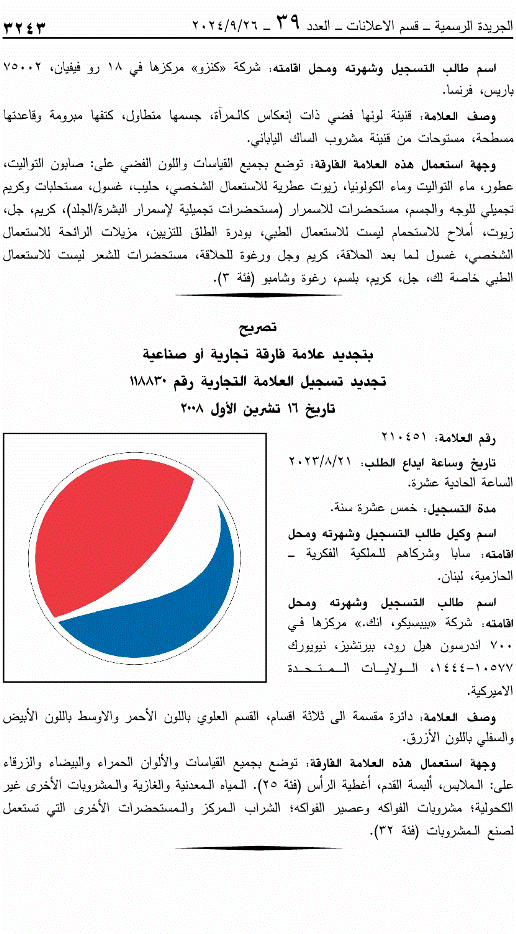 الجريدة الرسمية ــ قسم الاعلانات ــ العدد ٣٩ ــ ٢٠٢٤/٩/٢٦ ٣٢٤٣
اسم طالب التسجيل وشهرته ومحل اقامته: شركة «كنزو» مركزها في ١٨ رو فيفيان، ٧٥٠٠٢
باريس، فرنسا.
وصف العلامة: قنينة لونها فضي ذات إنعكاس كالمرأة، جسمها متطاول، كتفها مبرومة وقاعدتها
مسطحة، مستوحات من قنينة مشروب الساك الياباني.
وجهة استعمال هذه العلامة الفارقة: توضع بجميع القياسات واللون الفضي على: صابون التواليت،
عطور، ماء التواليت وماء الكولونيا، زيوت عطرية للاستعمال الشخصي، حليب، غسول، مستحلبات وكريم
تجميلي للوجه والجسم، مستحضرات للاسمرار (مستحضرات تجميلية لإسمرار البشرة/الجلد)، كريم، جل،
زيوت، أملاح للاستحمام ليست للاستعمال الطبي، بودرة الطلق للتزيين، مزيلات الرائحة للاستعمال
الشخصي، غسول لما بعد الحلاقة، كريم وجل ورغوة للحلاقة، مستحضرات للشعر ليست للاستعمال
الطبي خاصة لك، جل، كريم، بلسم، رغوة وشامبو (فئة ٣).
تصريح
بتجديد علامة فارقة تجارية أو صناعية
تجديد تسجيل العلامة التجارية رقم ١١٨٨٣٠
تاريخ ١٦ تشرين الأول ٢٠٠٨
رقم العلامة: ٢١٠٤٥١
تاريخ وساعة ايداع الطلب: ٢٠٢٣/٨/٢١
الساعة الحادية عشرة.
مدة التسجيل: خمس عشرة سنة.
اسم وكيل طالب التسجيل وشهرته ومحل
اقامته: سابا وشركاهم للملكية الفكرية ــ
الحازمية، لبنان.
اسم طالب التسجيل وشهرته ومحل
اقامته: شركة «بيبسيكو، انك.» مركزها في
٧٠٠ اندرسون هيل رود، بيرتشيز، نيويورك
١٠٥٧٧-١٤٤٤، الولايات المتحدة
الاميركية.
وصف العلامة: دائرة مقسمة الى ثلاثة اقسام، القسم العلوي باللون الأحمر والاوسط باللون الأبيض
والسفلي باللون الأزرق.
وجهة استعمال هذه العلامة الفارقة: توضع بجميع القياسات والألوان الحمراء والبيضاء والزرقاء
على: الملابس، ألبسة القدم، أغطية الرأس (فئة ٢٥). المياه المعدنية والغازية والمشروبات الأخرى غير
الكحولية؛ مشروبات الفواكه وعصير الفواكه؛ الشراب المركز والمستحضرات الأخرى التي تستعمل
لصنع المشروبات (فئة ٣٢).